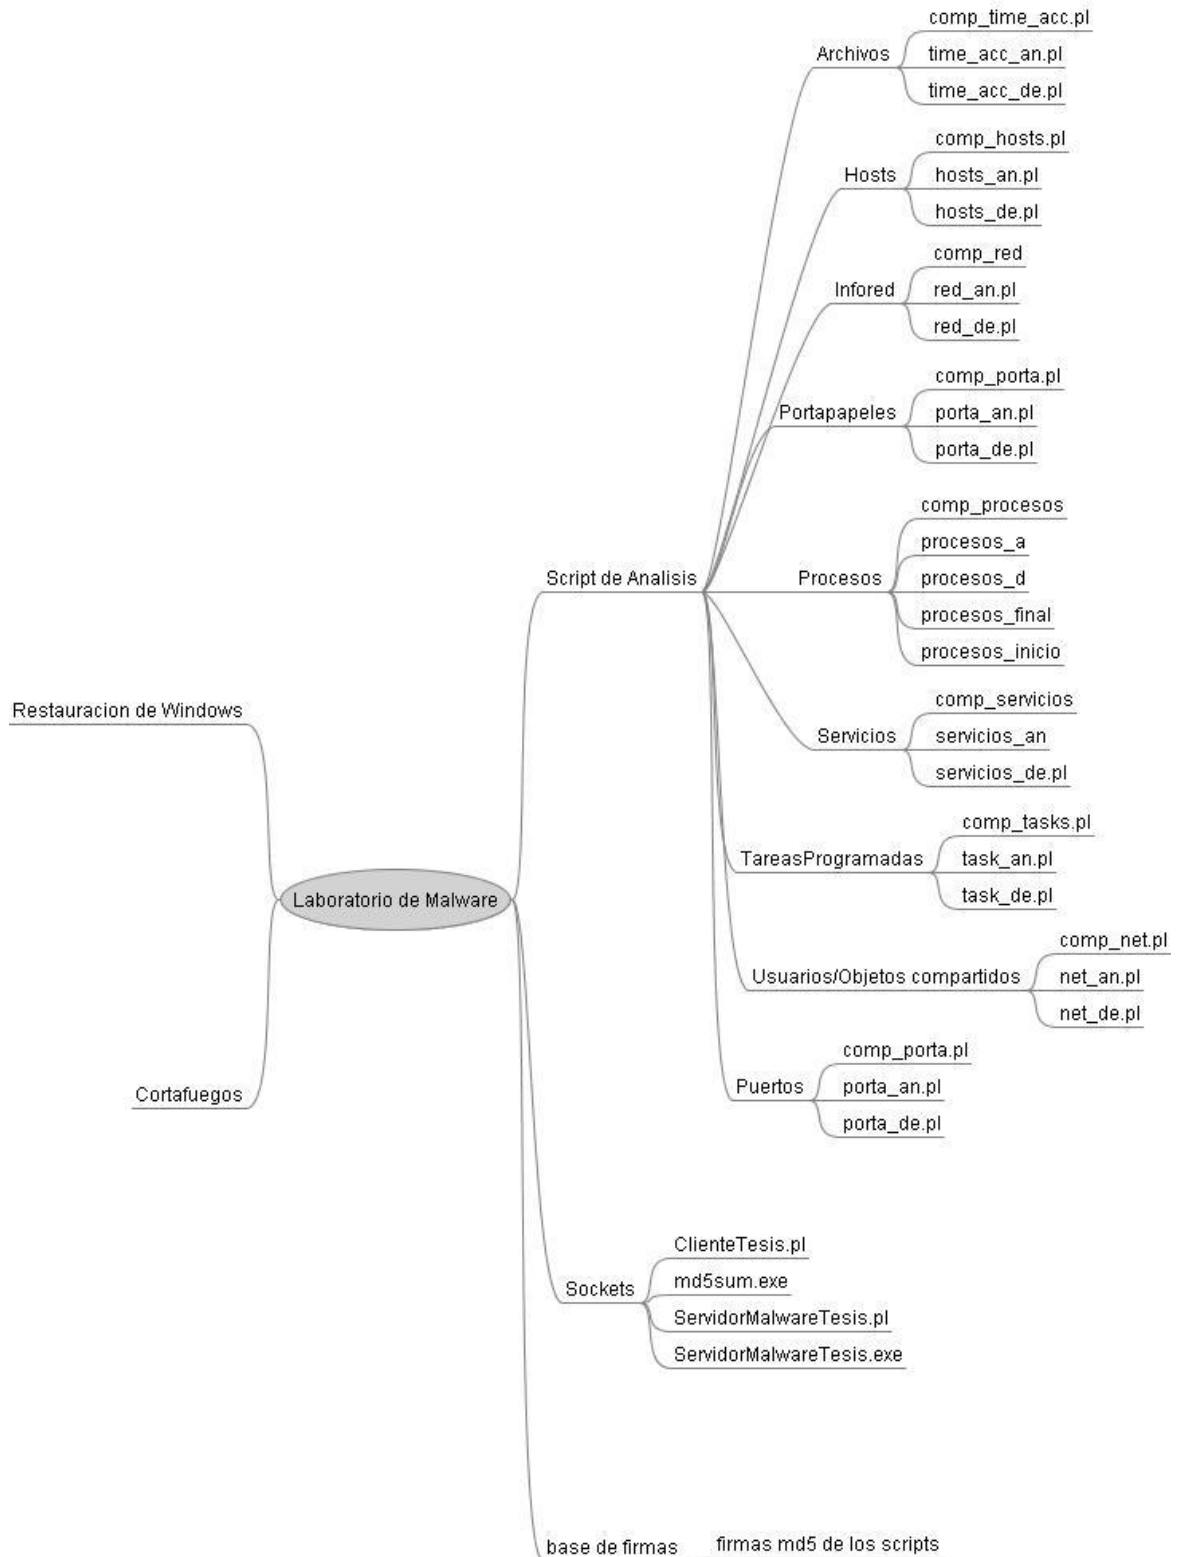 comp_time_acc.pl
Archivos
time_acc_an.pl
time_acc_de.pl
comp_hosts.pl
Hosts
hosts_an.pl
hosts_de.pl
comp_red
Infored
red_an.pl
red_de.pl
comp_porta.pl
Portapapeles
porta_an.pl
porta_de.pl
comp_procesos
procesos_a
Script de Analisis
Procesos
procesos_d
procesos_final
procesos_inicio
comp_servicios
Restauracion de Windows
Servicios
servicios_an
servicios_de.pl
comp_tasks.pl
TareasProgramadas
task_an.pl
task_de.pl
Laboratorio de Malware
comp_net.pl
Usuarios/Objetos compartidos
net_an.pl
net_de.pl
comp_porta.pl
Cortafuegos
Puertos
porta_an.pl
porta_de.pl
ClienteTesis.pl
Sockets
md5sum.exe
ServidorMalwareTesis.pl
ServidorMalwareTesis.exe
base de firmas
firmas md5 de los scripts